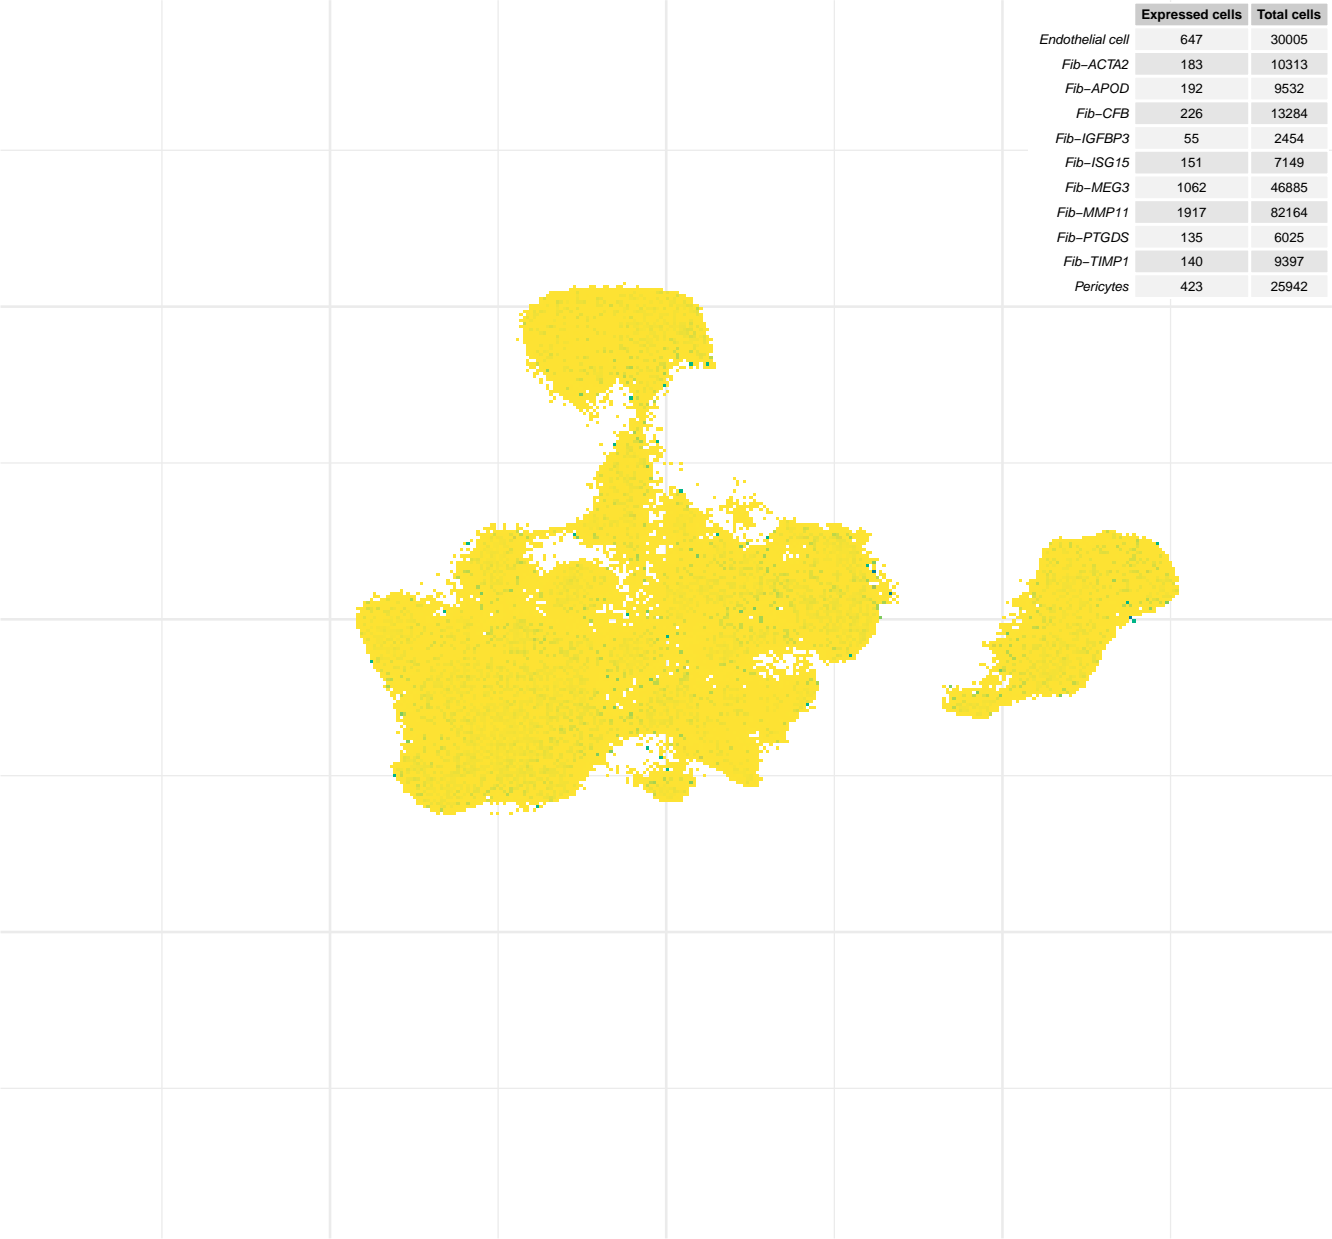 Expressed cells Total cells
Endothelial cell 647 30005
Fib−ACTA2 183 10313
Fib−APOD 192 9532
Fib−CFB 226 13284
Fib−IGFBP3 55 2454
Fib−ISG15 151 7149
Fib−MEG3 1062 46885
Fib−MMP11 1917 82164
Fib−PTGDS 135 6025
Fib−TIMP1 140 9397
Pericytes 423 25942